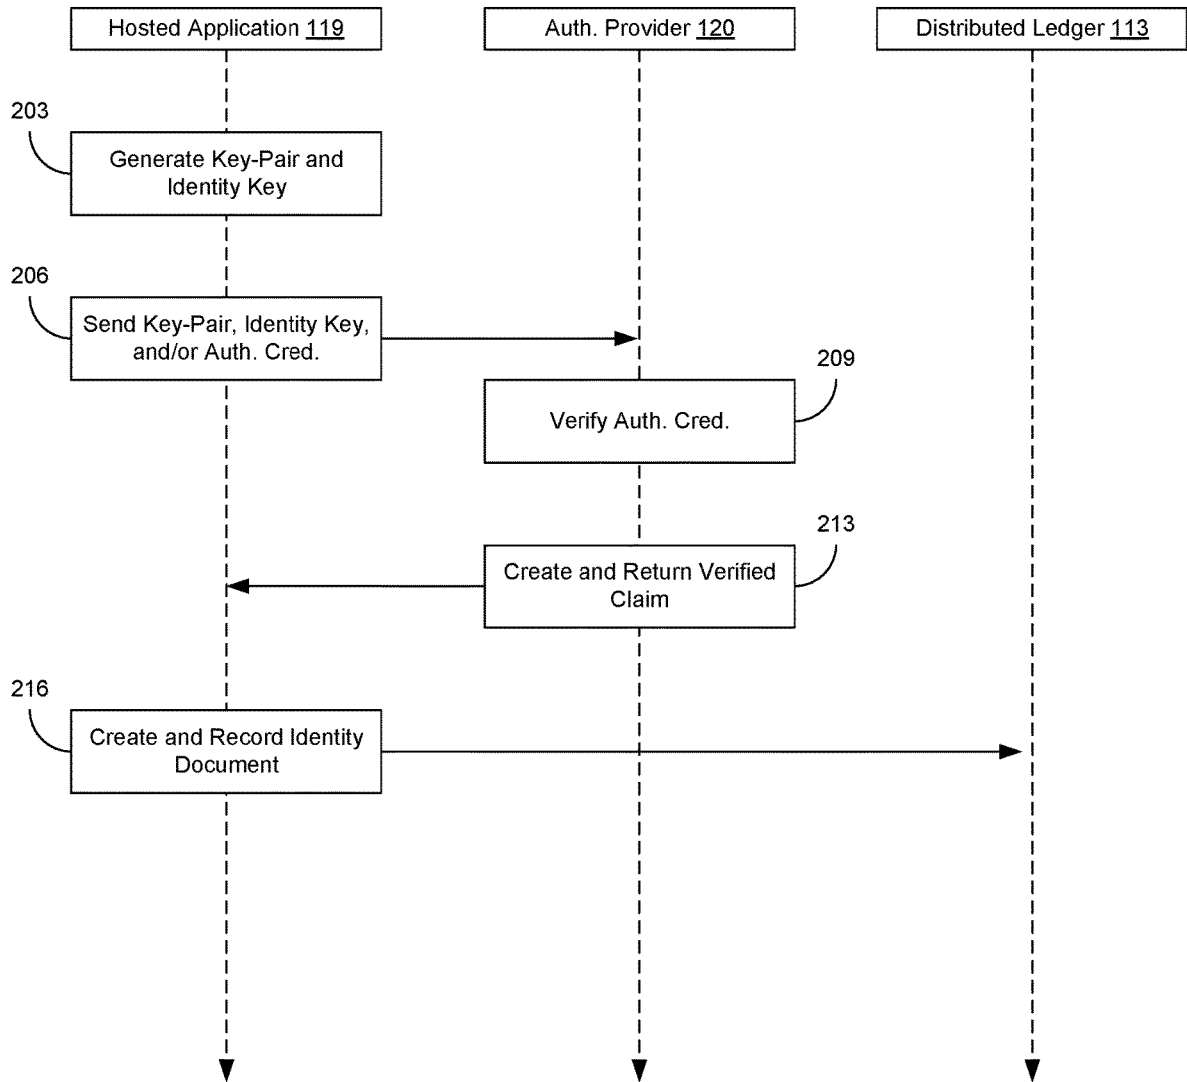 Hosted Application 119
Auth. Provider 120
Distributed Ledger 113
203
Generate Key-Pair and
Identity Key
206
Send Key-Pair, Identity Key,
and/or Auth. Cred.
209
Verify Auth. Cred.
213
Create and Return Verified
Claim
216
Create and Record Identity
Document